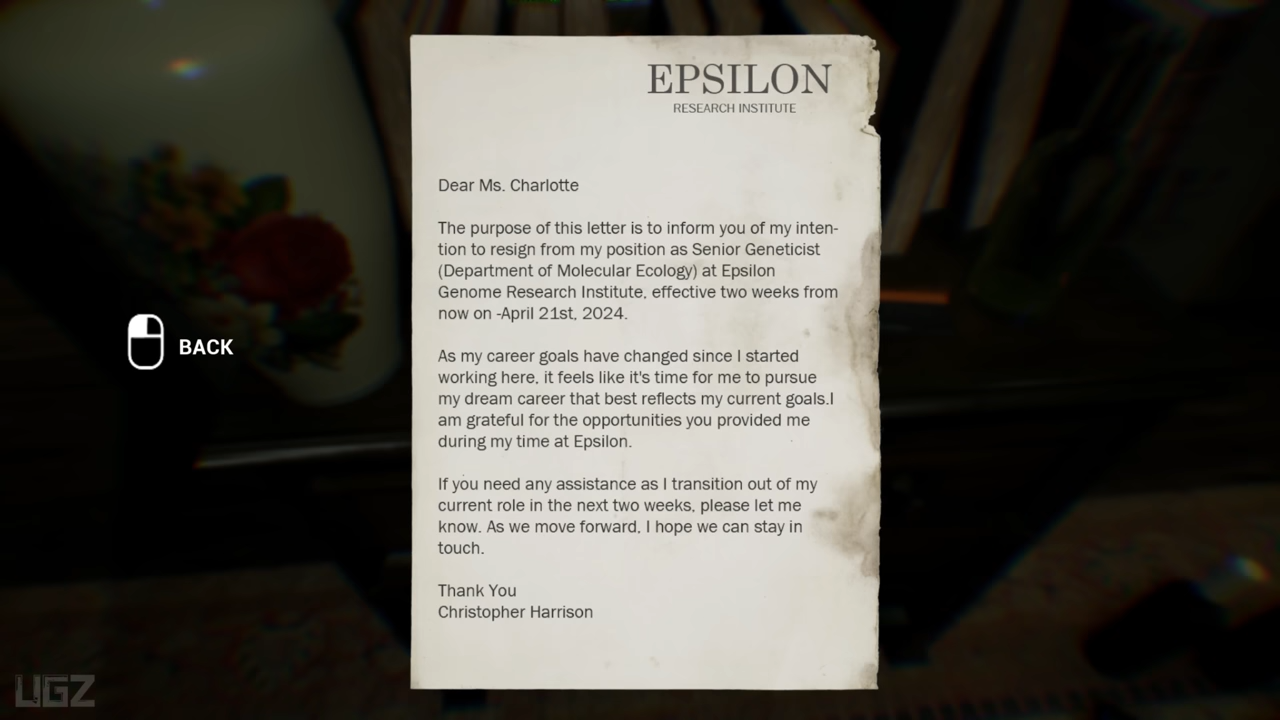 EPSILON
RESEARCH INSTITUTE
Dear Ms. Charlotte
The purpose of this letter is to inform you of my inten-
tion to resign from my position as Senior Geneticist
(Department of Molecular Ecology) at Epsilon
Genome Research Institute, effective two weeks from
now on -April 21st, 2024.
As my career goals have changed since I started
working here, it feels like it's time for me to pursue
my dream career that best reflects my current goals.I
am grateful for the opportunities you provided me
during my time at Epsilon.
If you need any assistance as I transition out of my
current role in the next two weeks, please let me
know. As we move forward, I hope we can stay in
touch.
Thank You
Christopher Harrison
BACK
UGZ